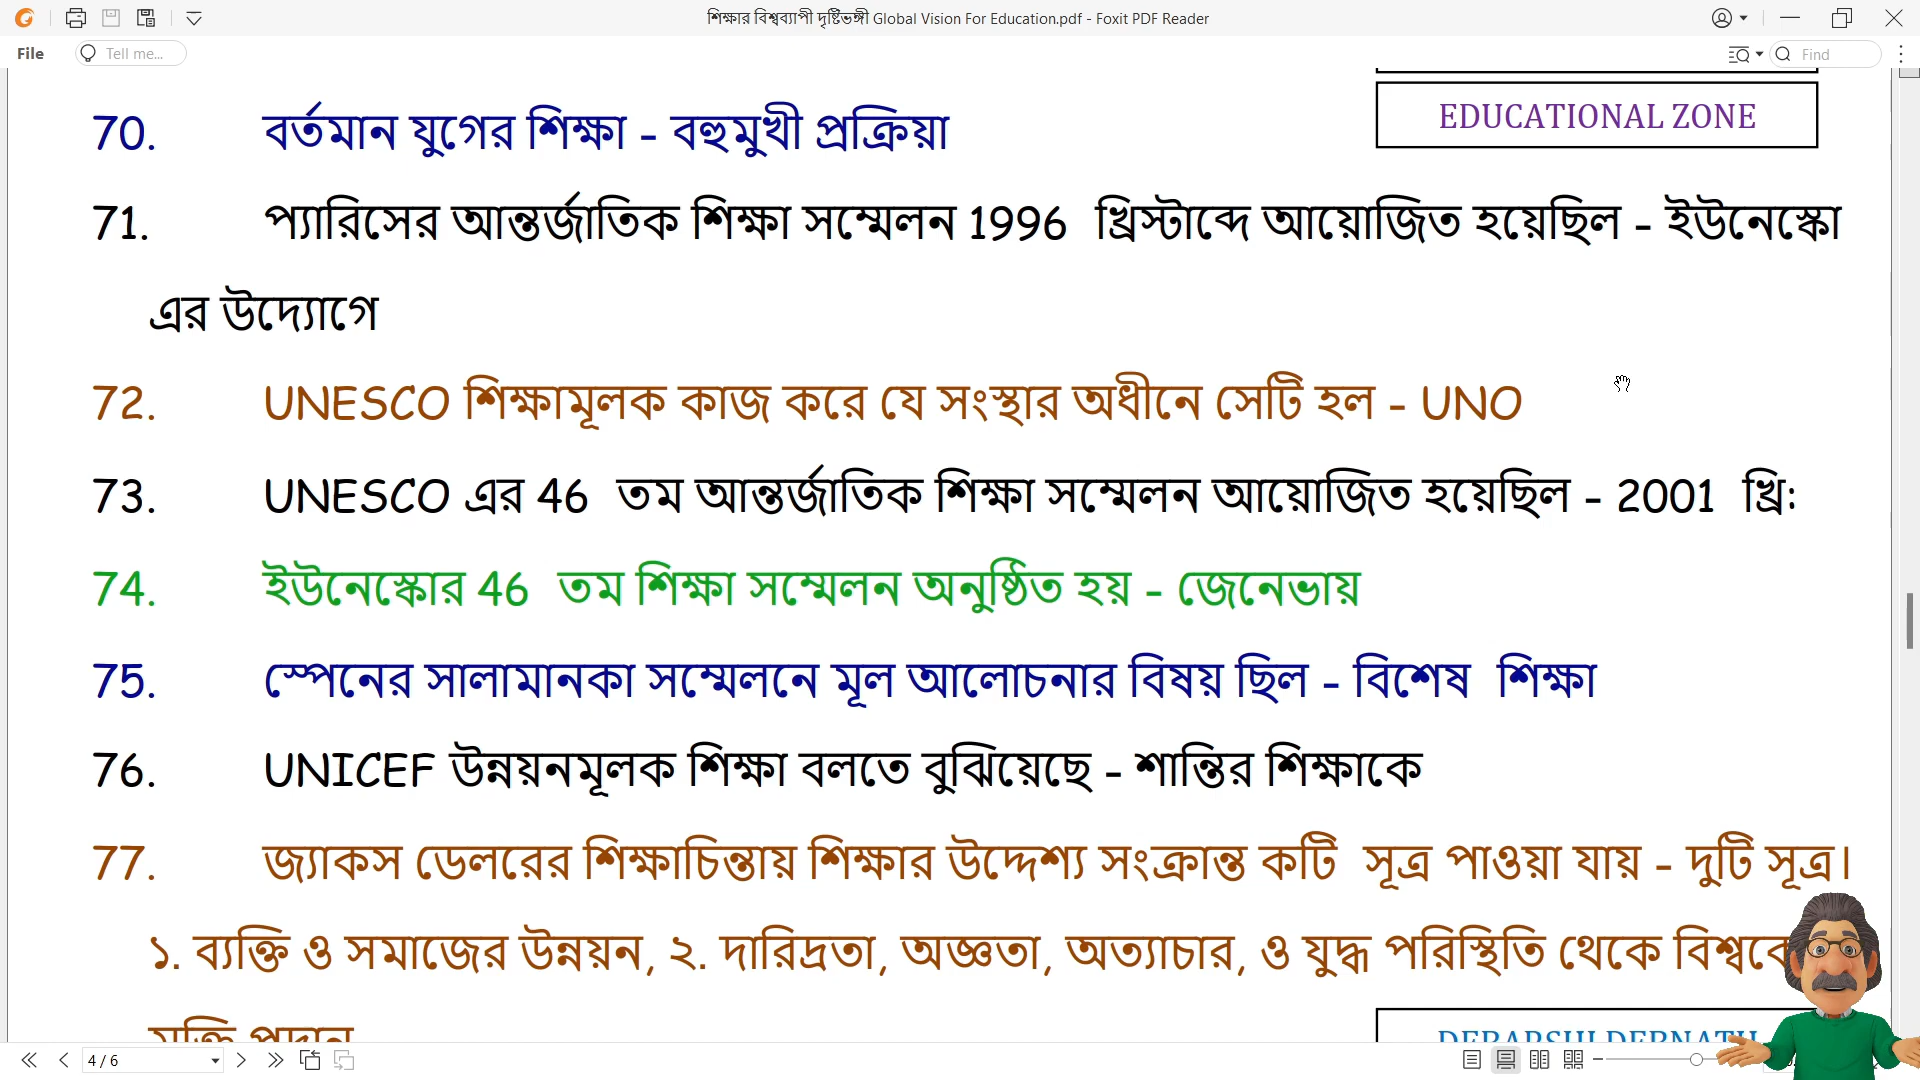 শিক্ষার বিশ্বব্যাপী দৃষ্টিভঙ্গী Global Vision For Education.pdf - Foxit PDF Reader
File
Tell me...
Find
EDUCATIONAL ZONE
70. বর্তমান যুগের শিক্ষা - বহুমুখী প্রক্রিয়া
71. প্যারিসের আন্তর্জাতিক শিক্ষা সম্মেলন 1996 খ্রিস্টাব্দে আয়োজিত হয়েছিল - ইউনেস্কো
এর উদ্যোগে
72. UNESCO শিক্ষামূলক কাজ করে যে সংস্থার অধীনে সেটি হল - UNO
73. UNESCO এর 46 তম আন্তর্জাতিক শিক্ষা সম্মেলন আয়োজিত হয়েছিল - 2001 খ্রি:
74. ইউনেস্কোর 46 তম শিক্ষা সম্মেলন অনুষ্ঠিত হয় - জেনেভায়
75. স্পেনের সালামানকা সম্মেলনে মূল আলোচনার বিষয় ছিল - বিশেষ শিক্ষা
76. UNICEF উন্নয়নমূলক শিক্ষা বলতে বুঝিয়েছে - শান্তির শিক্ষাকে
77. জ্যাকস ডেলরের শিক্ষাচিন্তায় শিক্ষার উদ্দেশ্য সংক্রান্ত কটি সূত্র পাওয়া যায় - দুটি সূত্র।
১. ব্যক্তি ও সমাজের উন্নয়ন, ২. দারিদ্রতা, অজ্ঞতা, অত্যাচার, ও যুদ্ধ পরিস্থিতি থেকে বিশ্বকে
মুক্তি প্রদান
DEBARSHI DEBNATH
4 / 6